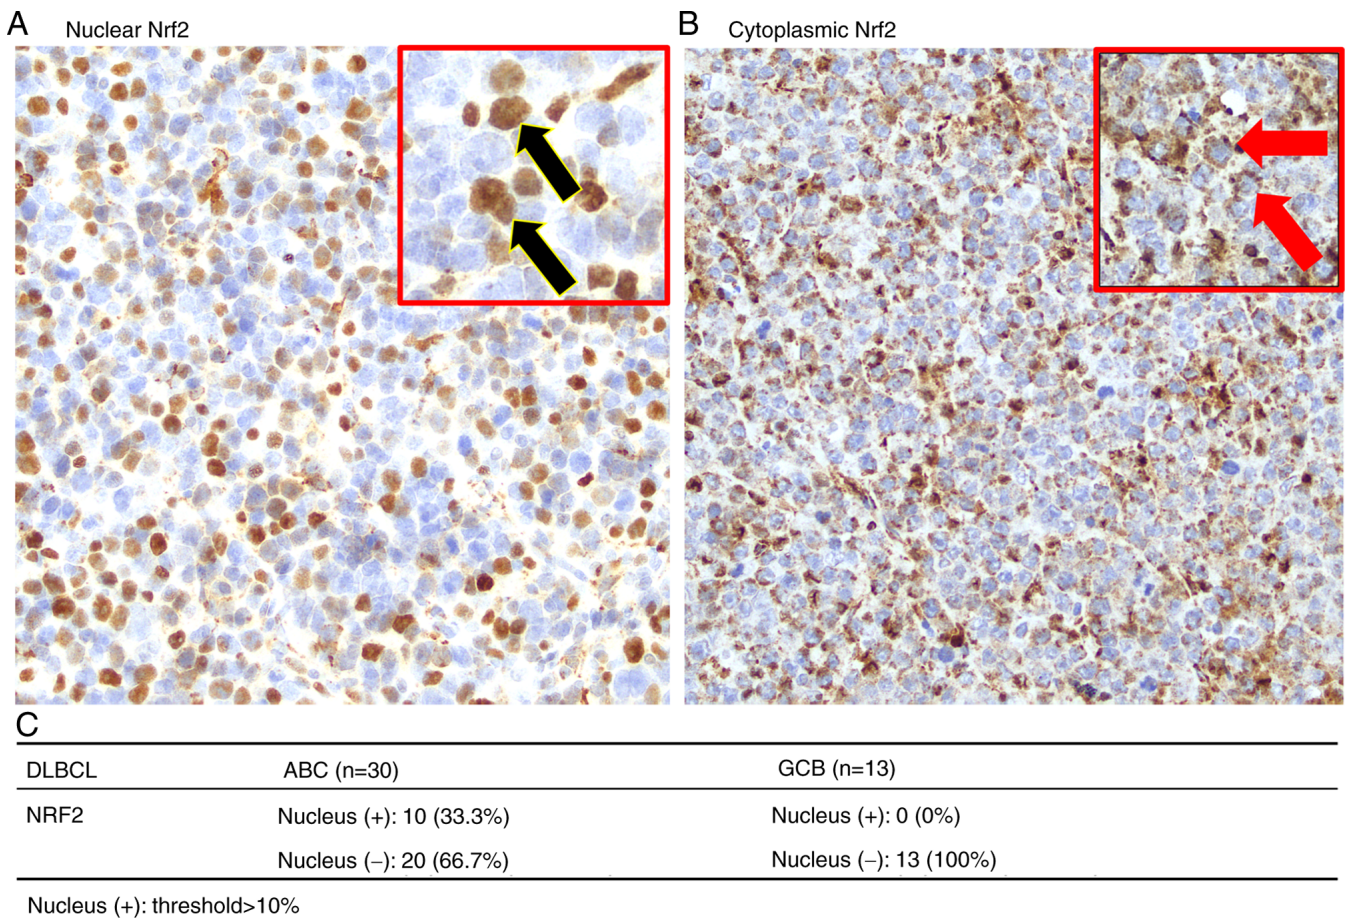 A Nuclear Nrf2
B Cytoplasmic Nrf2
C
DLBCL ABC (n=30) GCB (n=13)
NRF2 Nucleus (+): 10 (33.3%) Nucleus (+): 0 (0%)
Nucleus (−): 20 (66.7%) Nucleus (−): 13 (100%)
Nucleus (+): threshold>10%